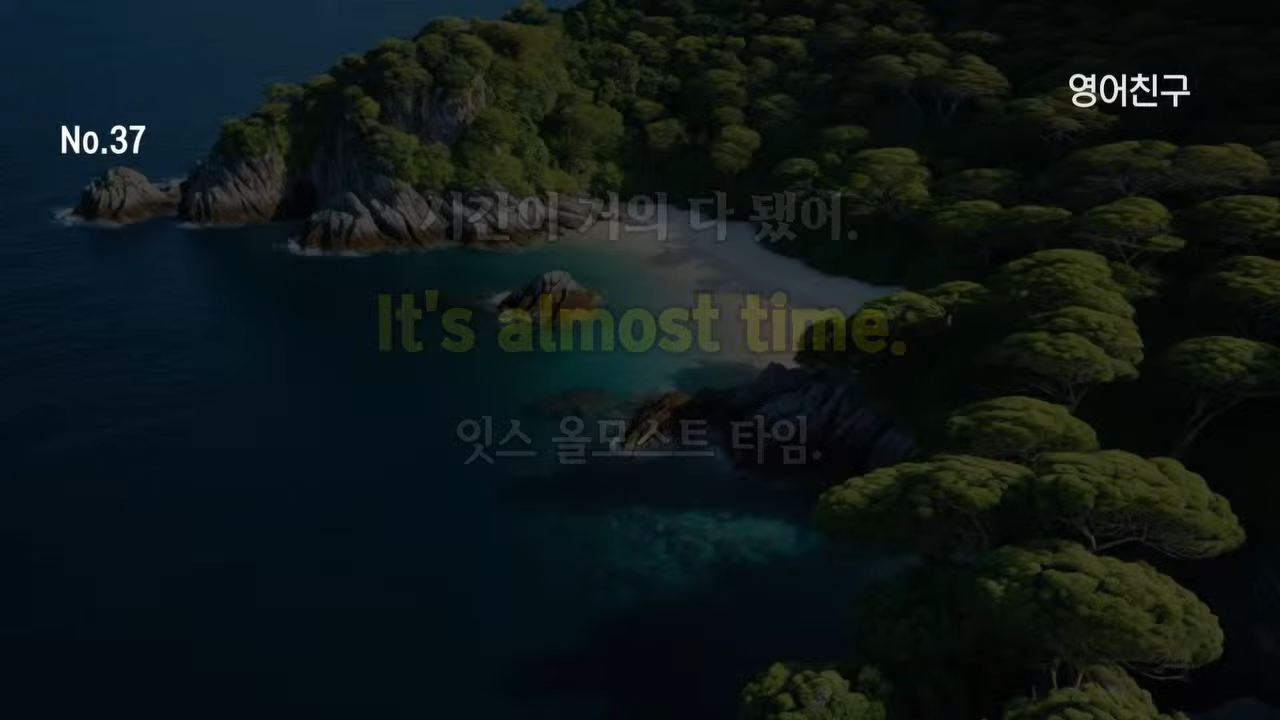 영어친구
No.37
시간이 거의 다 됐어.
It's almost time.
잇스 올모스트 타임.